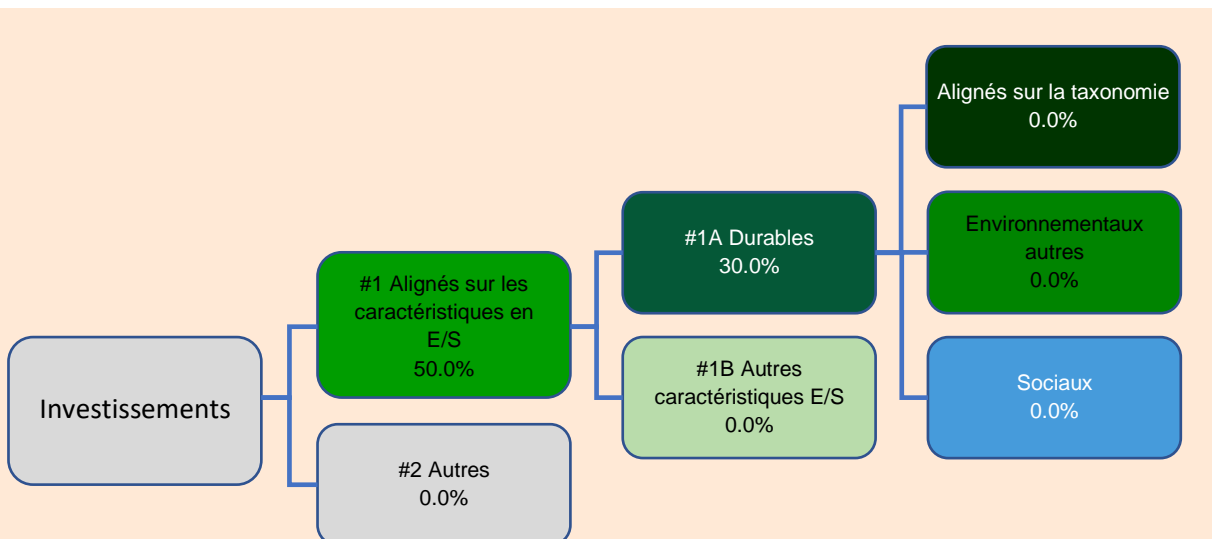 Investissements
#1 Alignés sur les
caractéristiques en
E/S
50.0%
#2 Autres
0.0%
#1A Durables
30.0%
#1B Autres
caractéristiques E/S
0.0%
Alignés sur la taxonomie
0.0%
Environnementaux
autres
0.0%
Sociaux
0.0%